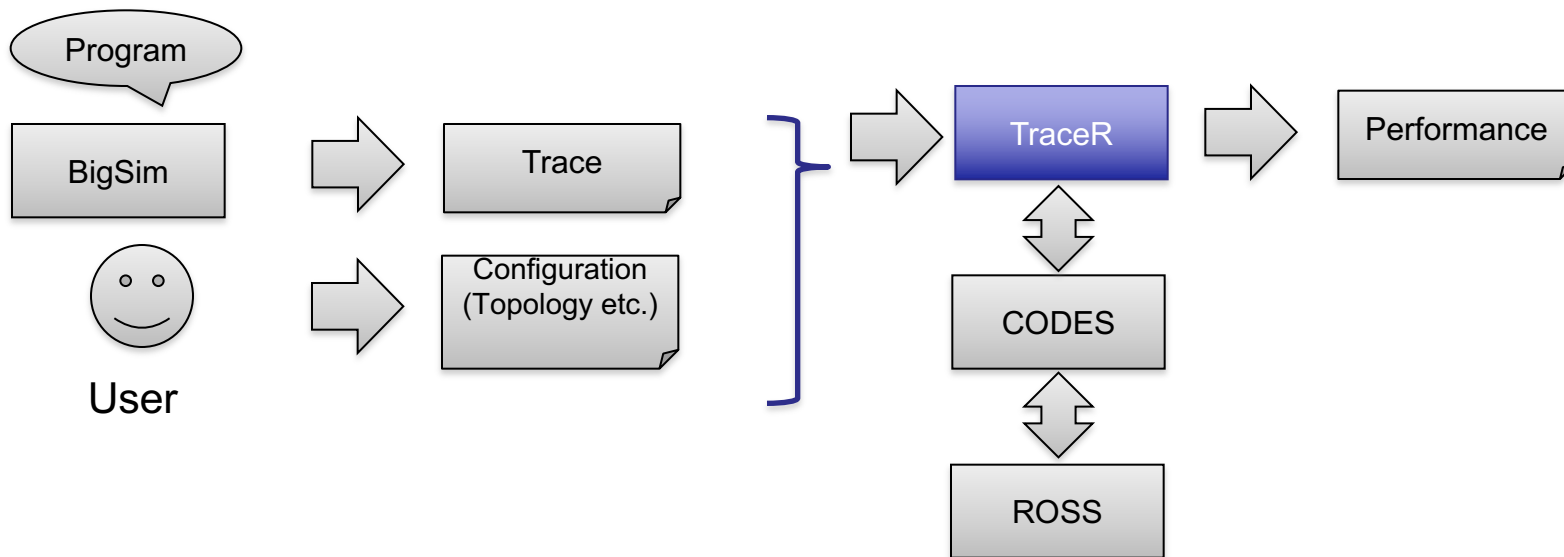 Program
BigSim
Trace
TraceR
Performance
Configuration
(Topology etc.)
User
CODES
ROSS